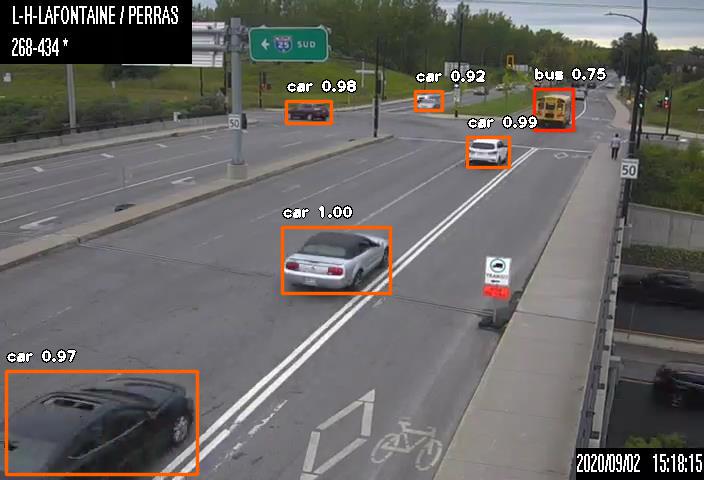 L-H-LAFONTAINE / PERRAS
268-434 *
25 SUD
car 0.98
car 0.92
bus 0.75
car 0.99
50
50
car 1.00
TRANSIT
car 0.97
2020/09/02 15:18:15